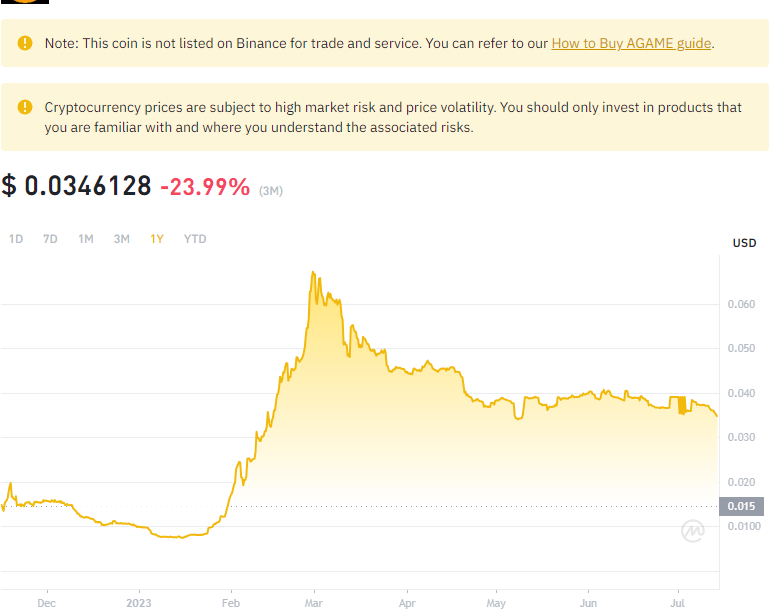 Note: This coin is not listed on Binance for trade and service. You can refer to our How to Buy AGAME guide.
Cryptocurrency prices are subject to high market risk and price volatility. You should only invest in products that
you are familiar with and where you understand the associated risks.
$ 0.0346128 -23.99% (3M)
1D 7D 1M 3M 1Y YTD
USD
0.060
0.050
0.040
0.030
0.020
0.015
0.0100
Dec 2023 Feb Mar Apr May Jun Jul